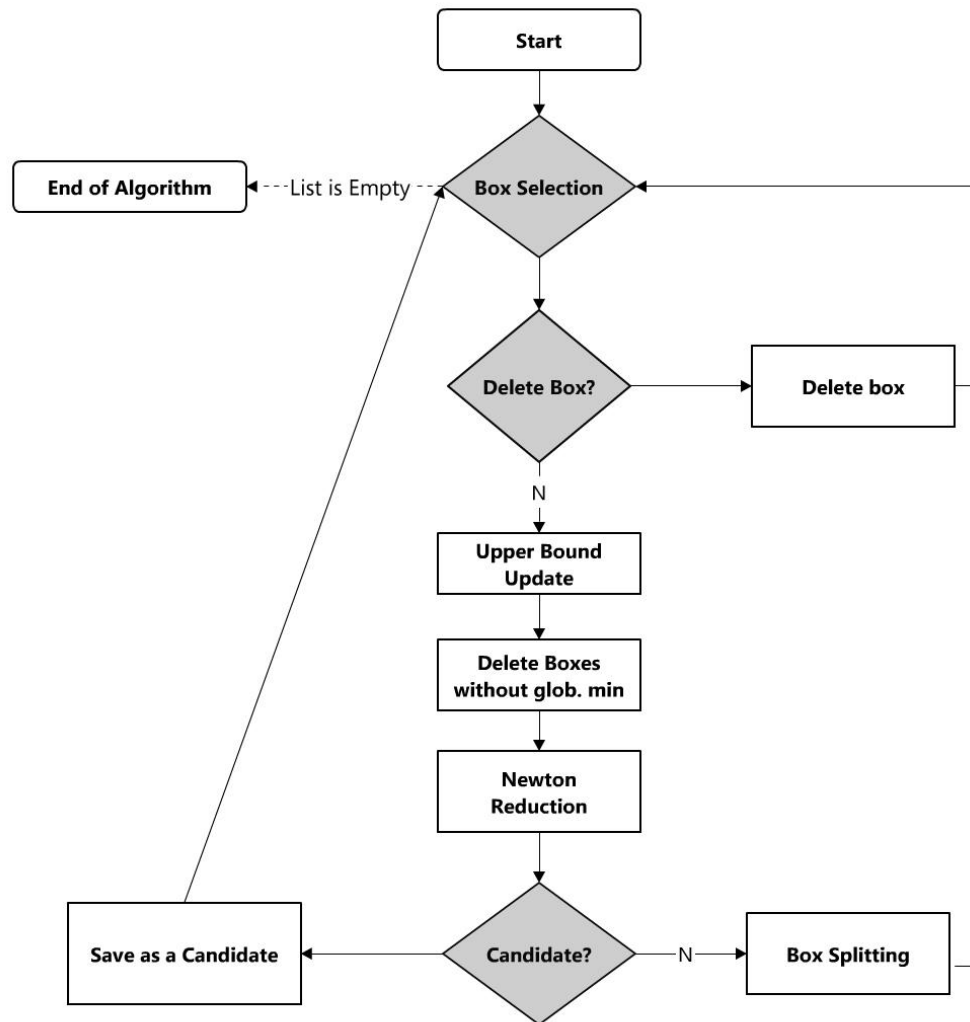 Start
End of Algorithm
List is Empty
Box Selection
Delete Box?
Delete box
N
Upper Bound
Update
Delete Boxes
without glob. min
Newton
Reduction
Save as a Candidate
Candidate?
N
Box Splitting